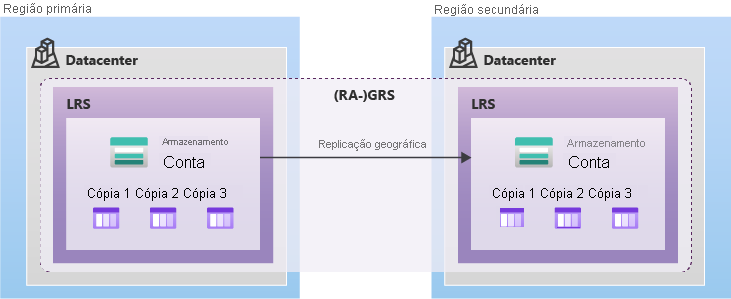 Região primária
Região secundária
Datacenter
Datacenter
(RA-)GRS
LRS
LRS
Armazenamento
Conta
Replicação geográfica
Armazenamento
Conta
Cópia 1 Cópia 2 Cópia 3
Cópia 1 Cópia 2 Cópia 3